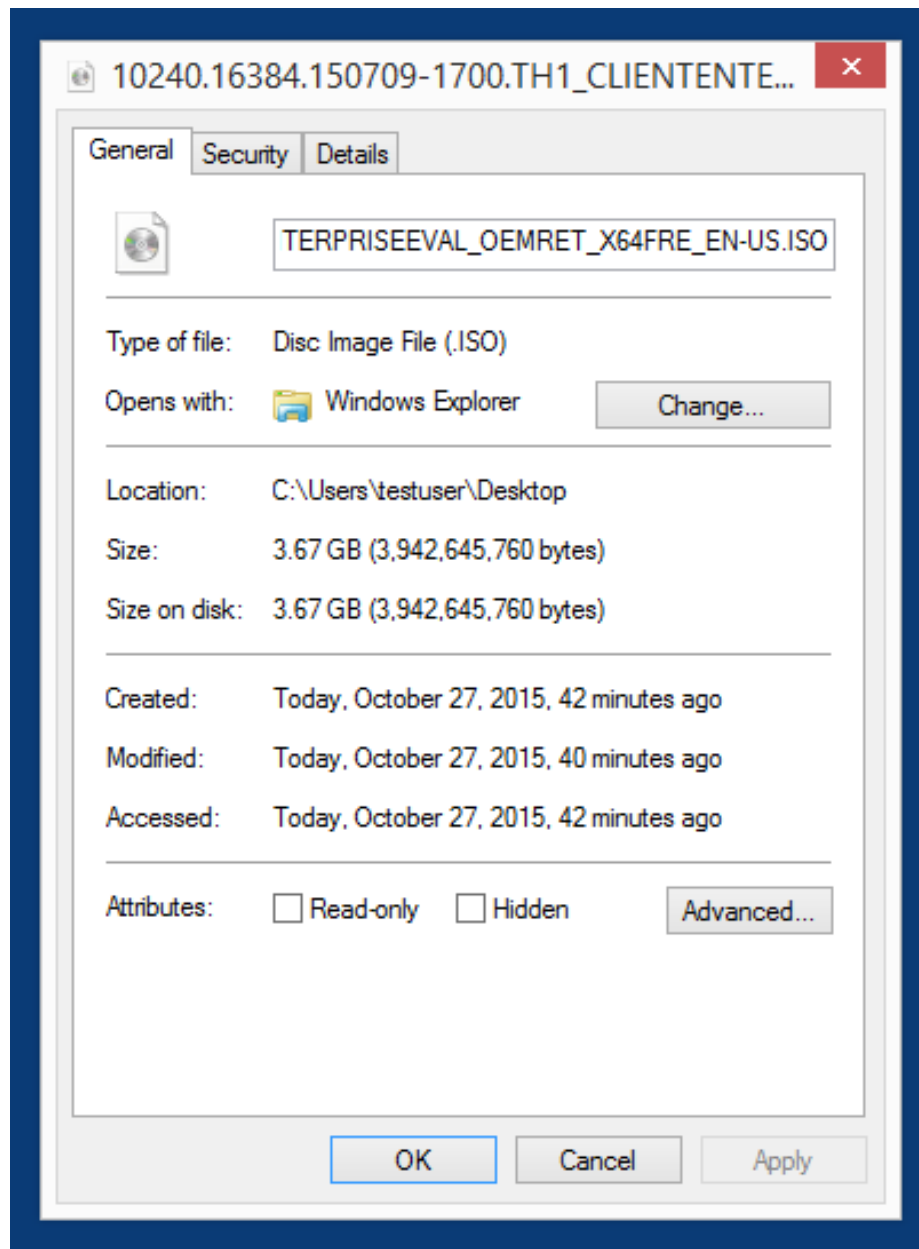 10240.16384.150709-1700.TH1_CLIENTENTE...
General Security Details
TERPRISEEVAL_OEMRET_X64FRE_EN-US.ISO
Type of file: Disc Image File (.ISO)
Opens with: Windows Explorer Change...
Location: C:\Users\testuser\Desktop
Size: 3.67 GB (3,942,645,760 bytes)
Size on disk: 3.67 GB (3,942,645,760 bytes)
Created: Today, October 27, 2015, 42 minutes ago
Modified: Today, October 27, 2015, 40 minutes ago
Accessed: Today, October 27, 2015, 42 minutes ago
Attributes: Read-only Hidden Advanced...
OK Cancel Apply